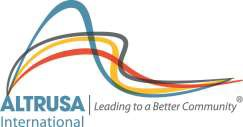 ALTRUSA | Leading to a Better Community®
International